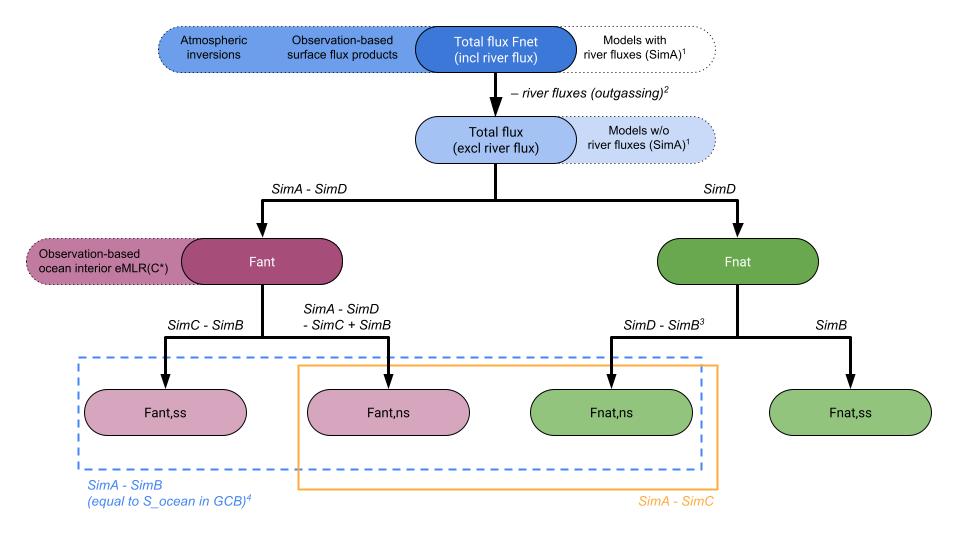 Atmospheric
inversions
Observation-based
surface flux products
Total flux Fnet
(incl river flux)
Models with
river fluxes (SimA)¹
– river fluxes (outgassing)²
Total flux
(excl river flux)
Models w/o
river fluxes (SimA)¹
SimA - SimD
SimD
Observation-based
ocean interior eMLR(C*)
Fant
Fnat
SimC - SimB
SimA - SimD
- SimC + SimB
SimD - SimB³
SimB
Fant,ss
Fant,ns
Fnat,ns
Fnat,ss
SimA - SimB
(equal to S_ocean in GCB)⁴
SimA - SimC